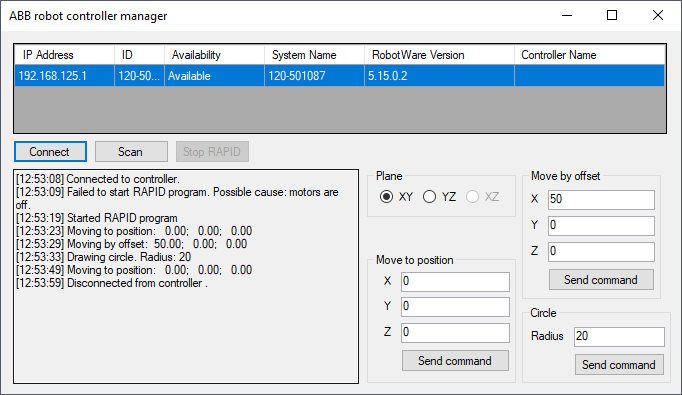 ABB robot controller manager
IP Address ID Availability System Name RobotWare Version Controller Name
192.168.125.1 120-50... Available 120-501087 5.15.0.2
Connect Scan Stop RAPID
[12:53:08] Connected to controller.
[12:53:09] Failed to start RAPID program. Possible cause: motors are
off.
[12:53:19] Started RAPID program
[12:53:23] Moving to position: 0.00; 0.00; 0.00
[12:53:29] Moving by offset: 50.00; 0.00; 0.00
[12:53:33] Drawing circle. Radius: 20
[12:53:49] Moving to position: 0.00; 0.00; 0.00
[12:53:59] Disconnected from controller .
Plane
XY YZ XZ
Move to position
X 0
Y 0
Z 0
Send command
Move by offset
X 50
Y 0
Z 0
Send command
Circle
Radius 20
Send command